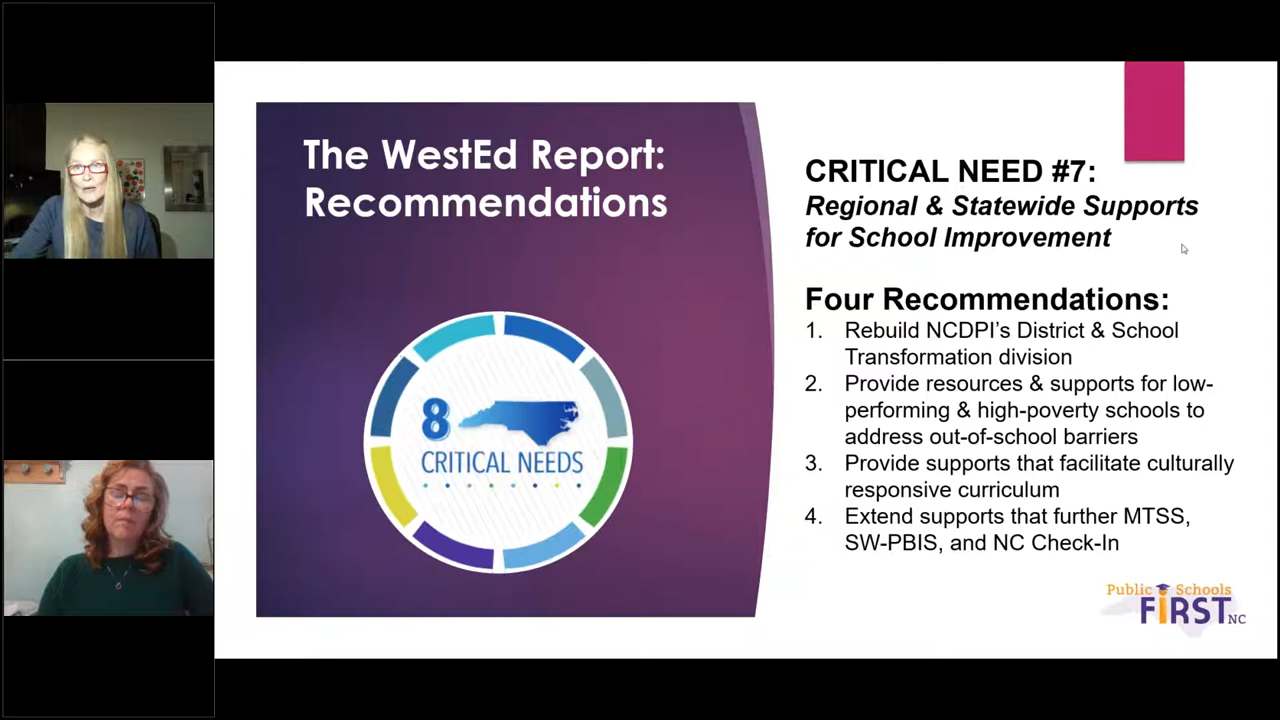 The WestEd Report:
Recommendations
8
CRITICAL NEEDS
CRITICAL NEED #7:
Regional & Statewide Supports
for School Improvement
Four Recommendations:
1. Rebuild NCDPI’s District & School
Transformation division
2. Provide resources & supports for low-
performing & high-poverty schools to
address out-of-school barriers
3. Provide supports that facilitate culturally
responsive curriculum
4. Extend supports that further MTSS,
SW-PBIS, and NC Check-In
Public Schools
FiRST NC